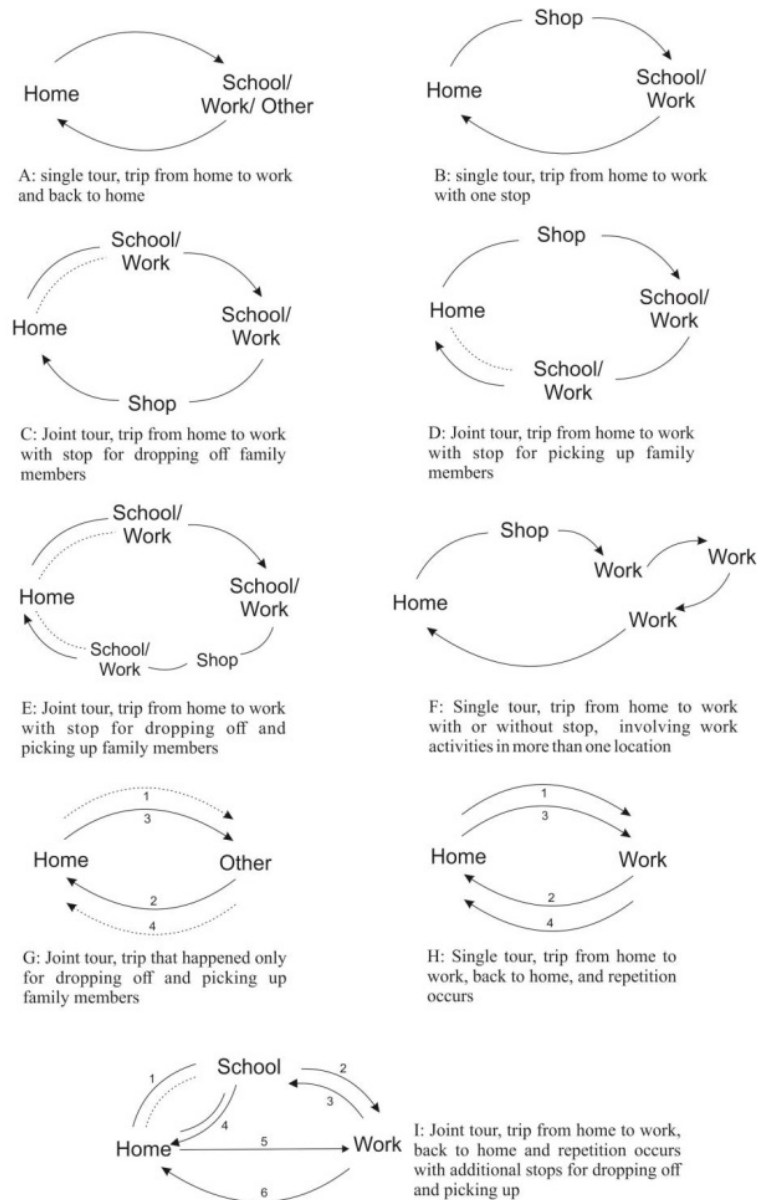 Home
School/
Work/ Other
A: single tour, trip from home to work
and back to home
Shop
Home
School/
Work
B: single tour, trip from home to work
with one stop
School/
Work
Home
School/
Work
Shop
C: Joint tour, trip from home to work
with stop for dropping off family
members
Shop
Home
School/
Work
School/
Work
D: Joint tour, trip from home to work
with stop for picking up family
members
School/
Work
Home
School/
Work
School/
Work
Shop
E: Joint tour, trip from home to work
with stop for dropping off and
picking up family members
Shop
Work
Work
Home
Work
F: Single tour, trip from home to work
with or without stop, involving work
activities in more than one location
1
3
Home
Other
2
4
G: Joint tour, trip that happened only
for dropping off and picking up
family members
1
3
Home
Work
2
4
H: Single tour, trip from home to
work, back to home, and repetition
occurs
School
1
2
3
4
Home
5
Work
6
I: Joint tour, trip from home to work,
back to home and repetition occurs
with additional stops for dropping off
and picking up